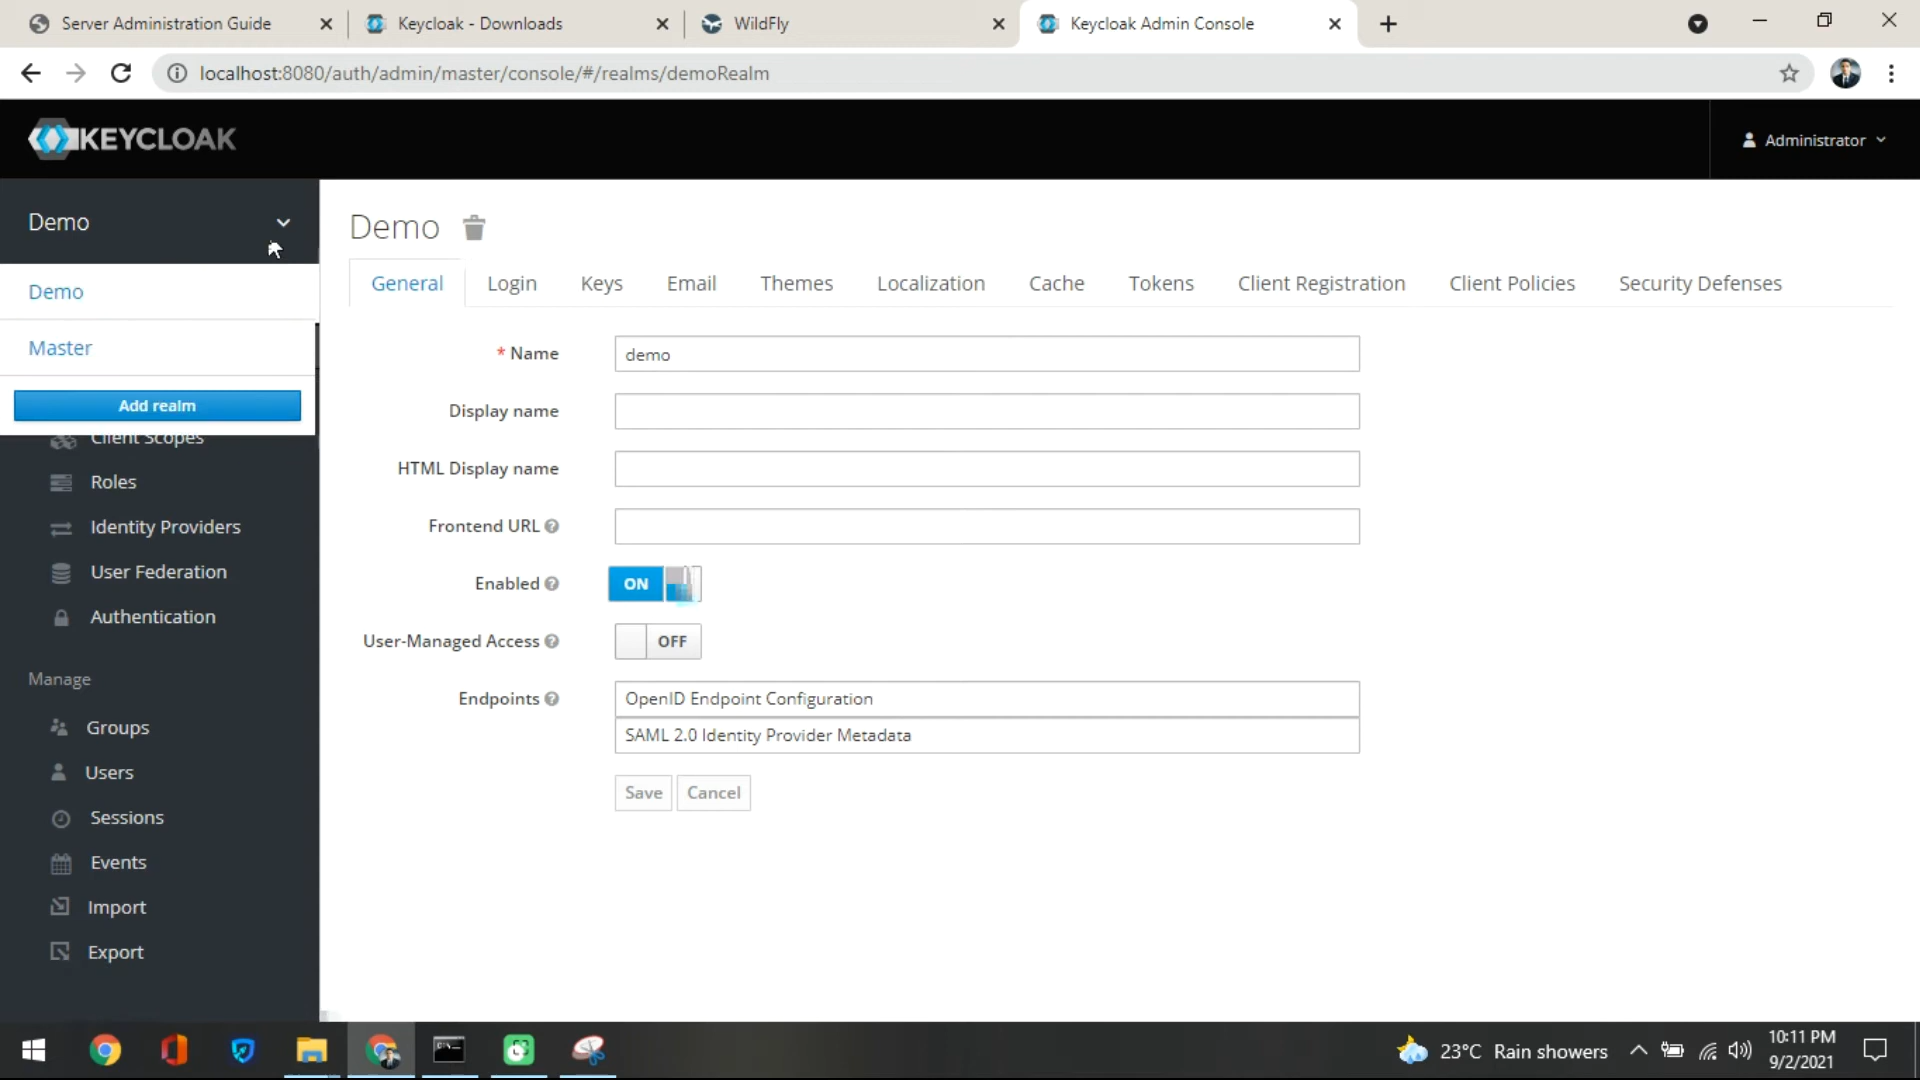 Server Administration Guide
Keycloak - Downloads
WildFly
Keycloak Admin Console
localhost:8080/auth/admin/master/console/#/realms/demoRealm
KEYCLOAK
Administrator
Demo
Demo
Master
Add realm
Client Scopes
Roles
Identity Providers
User Federation
Authentication
Manage
Groups
Users
Sessions
Events
Import
Export
Demo
General Login Keys Email Themes Localization Cache Tokens Client Registration Client Policies Security Defenses
* Name demo
Display name
HTML Display name
Frontend URL
Enabled ON
User-Managed Access OFF
Endpoints OpenID Endpoint Configuration
SAML 2.0 Identity Provider Metadata
Save Cancel
23°C Rain showers
10:11 PM
9/2/2021